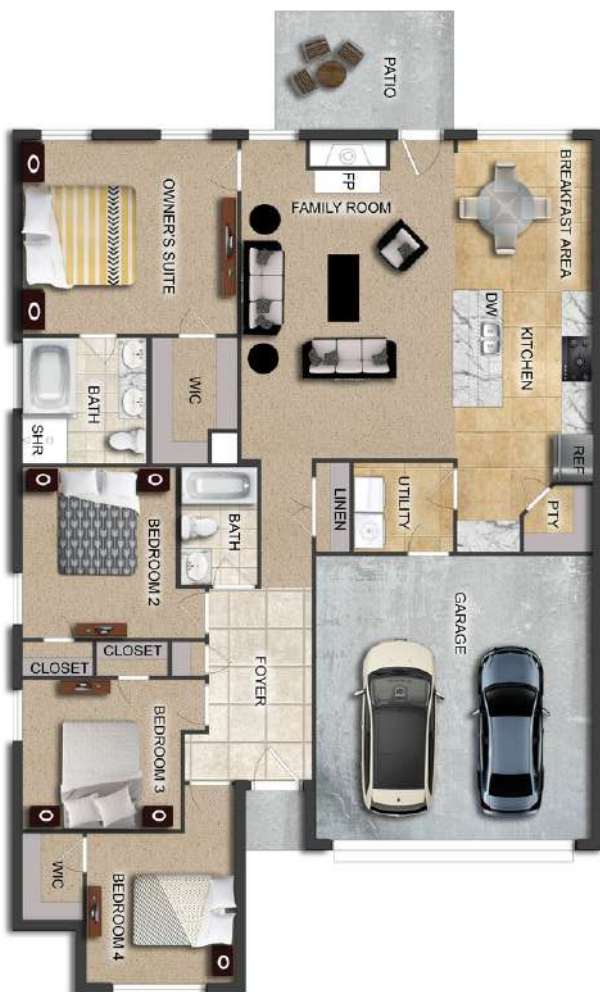 PATIO
BREAKFAST AREA
OWNER'S SUITE
FP
FAMILY ROOM
DW
KITCHEN
WIC
BATH
SHR
REF
UTILITY
LINEN
PTY
BATH
BEDROOM 2
GARAGE
CLOSET
CLOSET
FOYER
BEDROOM 3
WIC
BEDROOM 4